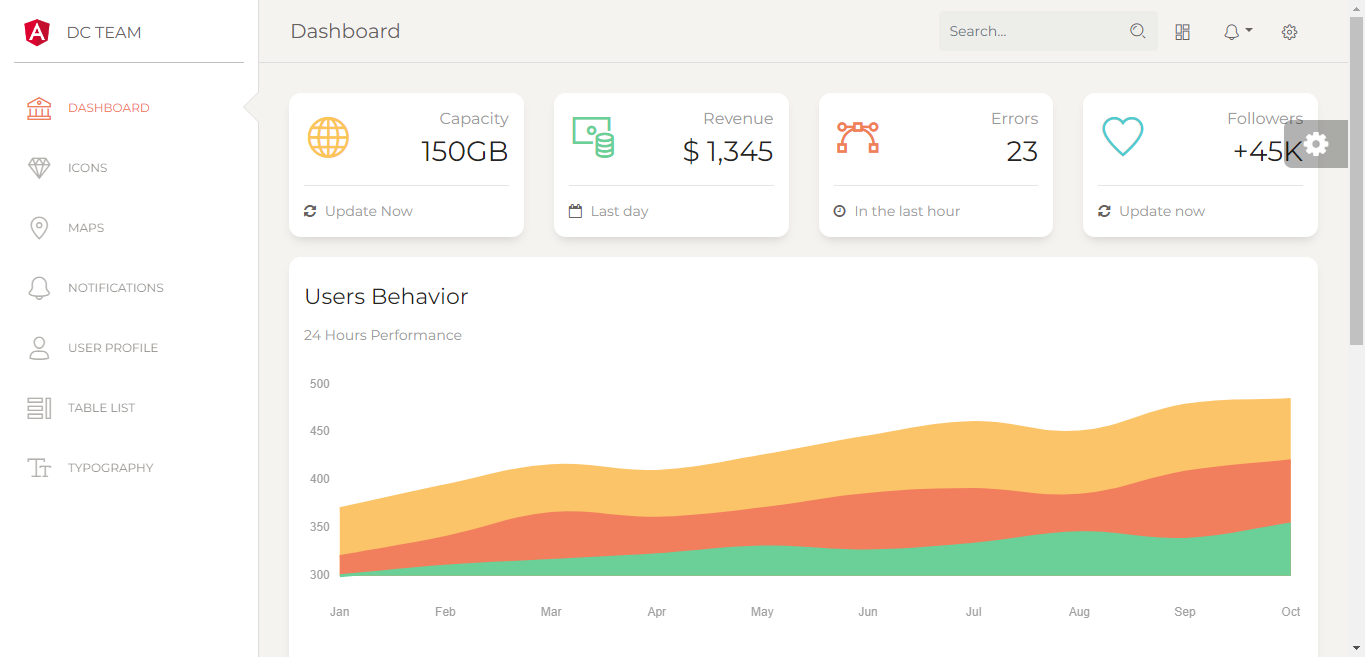 A DC TEAM
DASHBOARD
ICONS
MAPS
NOTIFICATIONS
USER PROFILE
TABLE LIST
TYPOGRAPHY
Dashboard
Search...
Capacity
150GB
Update Now
Revenue
$ 1,345
Last day
Errors
23
In the last hour
Followers
+45K
Update now
Users Behavior
24 Hours Performance
500
450
400
350
300
Jan Feb Mar Apr May Jun Jul Aug Sep Oct